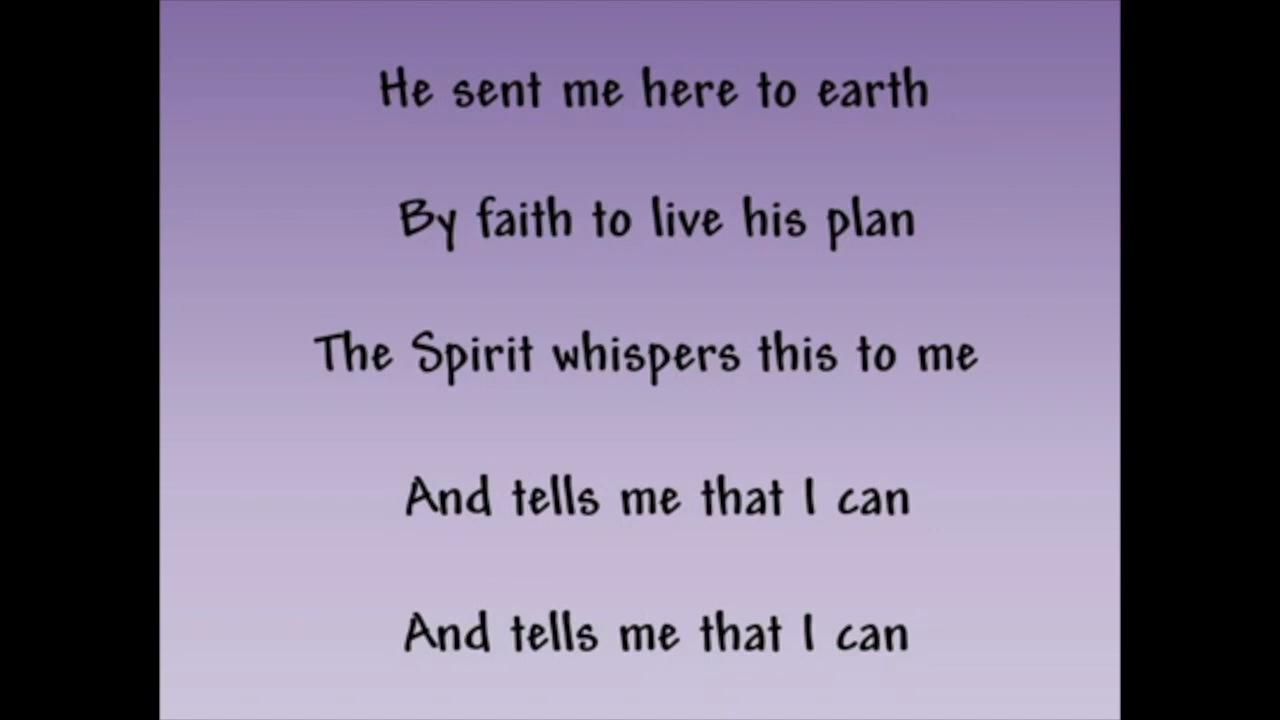 He sent me here to earth
By faith to live his plan
The Spirit whispers this to me
And tells me that I can
And tells me that I can